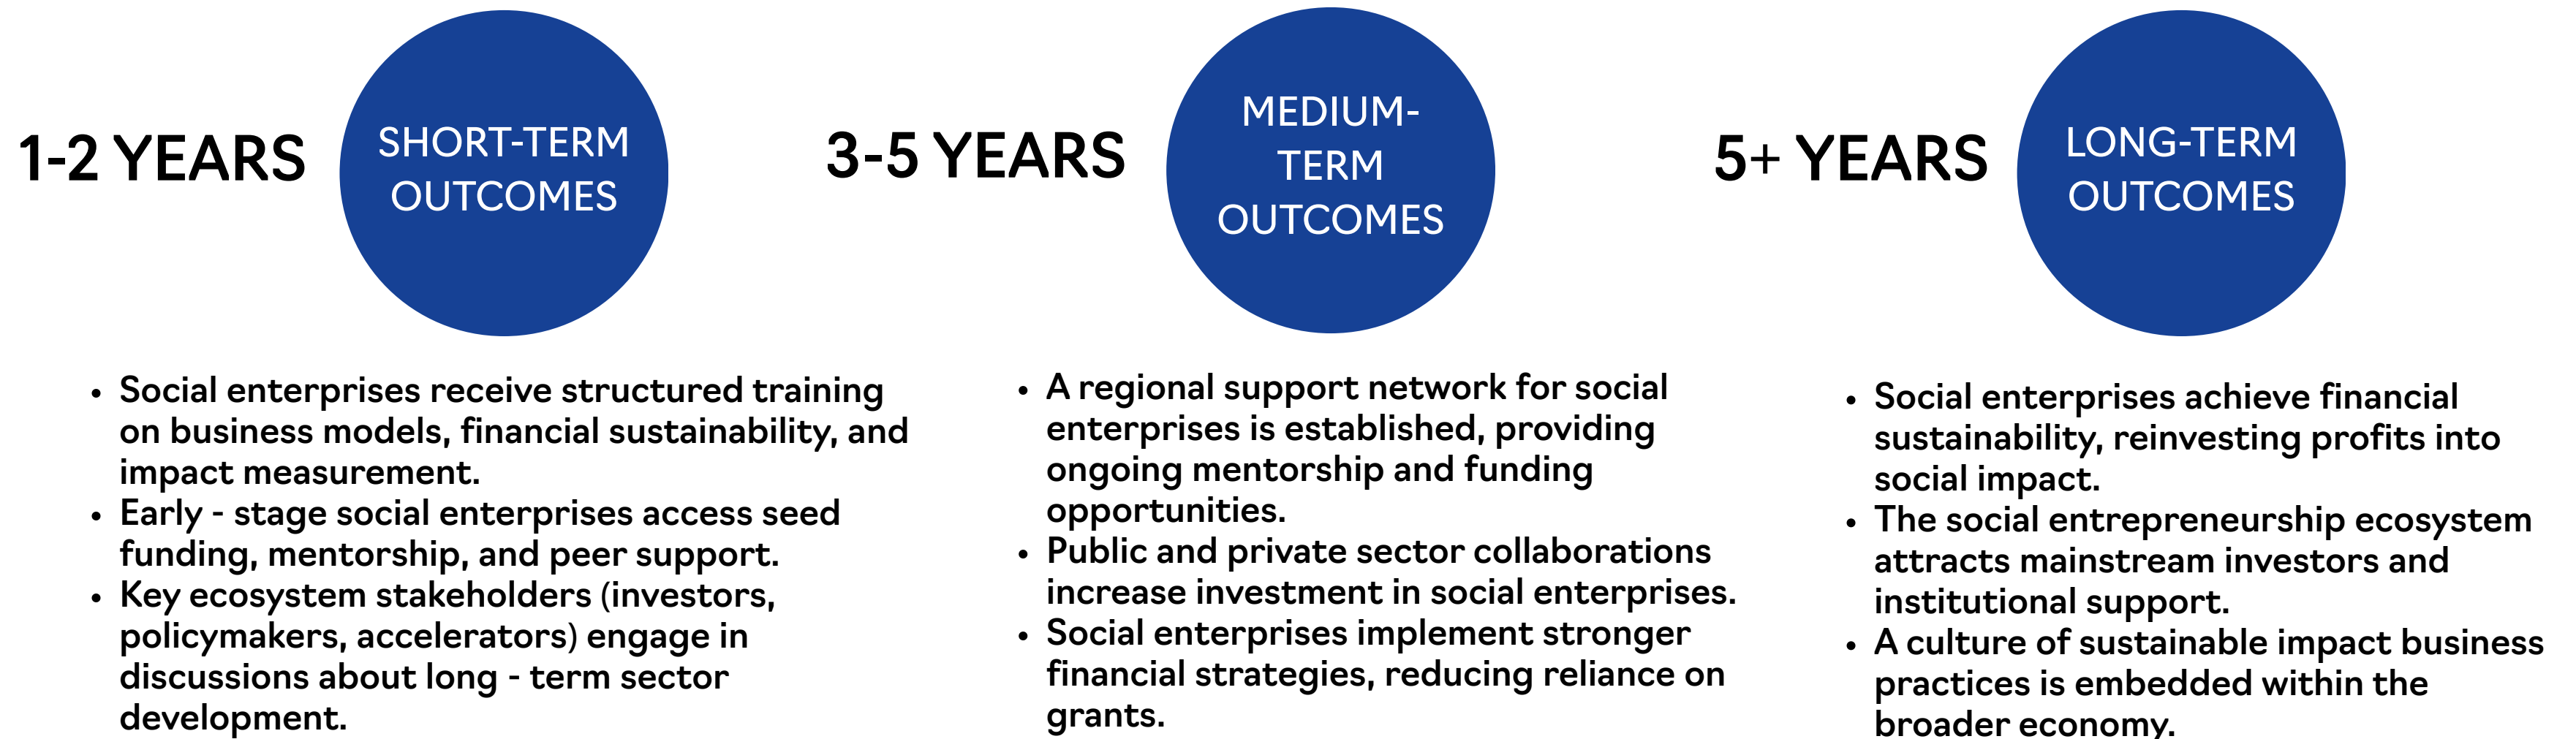 1-2 YEARS
SHORT-TERM
OUTCOMES
• Social enterprises receive structured training
on business models, financial sustainability, and
impact measurement.
• Early - stage social enterprises access seed
funding, mentorship, and peer support.
• Key ecosystem stakeholders (investors,
policymakers, accelerators) engage in
discussions about long - term sector
development.
3-5 YEARS
MEDIUM-
TERM
OUTCOMES
• A regional support network for social
enterprises is established, providing
ongoing mentorship and funding
opportunities.
• Public and private sector collaborations
increase investment in social enterprises.
• Social enterprises implement stronger
financial strategies, reducing reliance on
grants.
5+ YEARS
LONG-TERM
OUTCOMES
• Social enterprises achieve financial
sustainability, reinvesting profits into
social impact.
• The social entrepreneurship ecosystem
attracts mainstream investors and
institutional support.
• A culture of sustainable impact business
practices is embedded within the
broader economy.